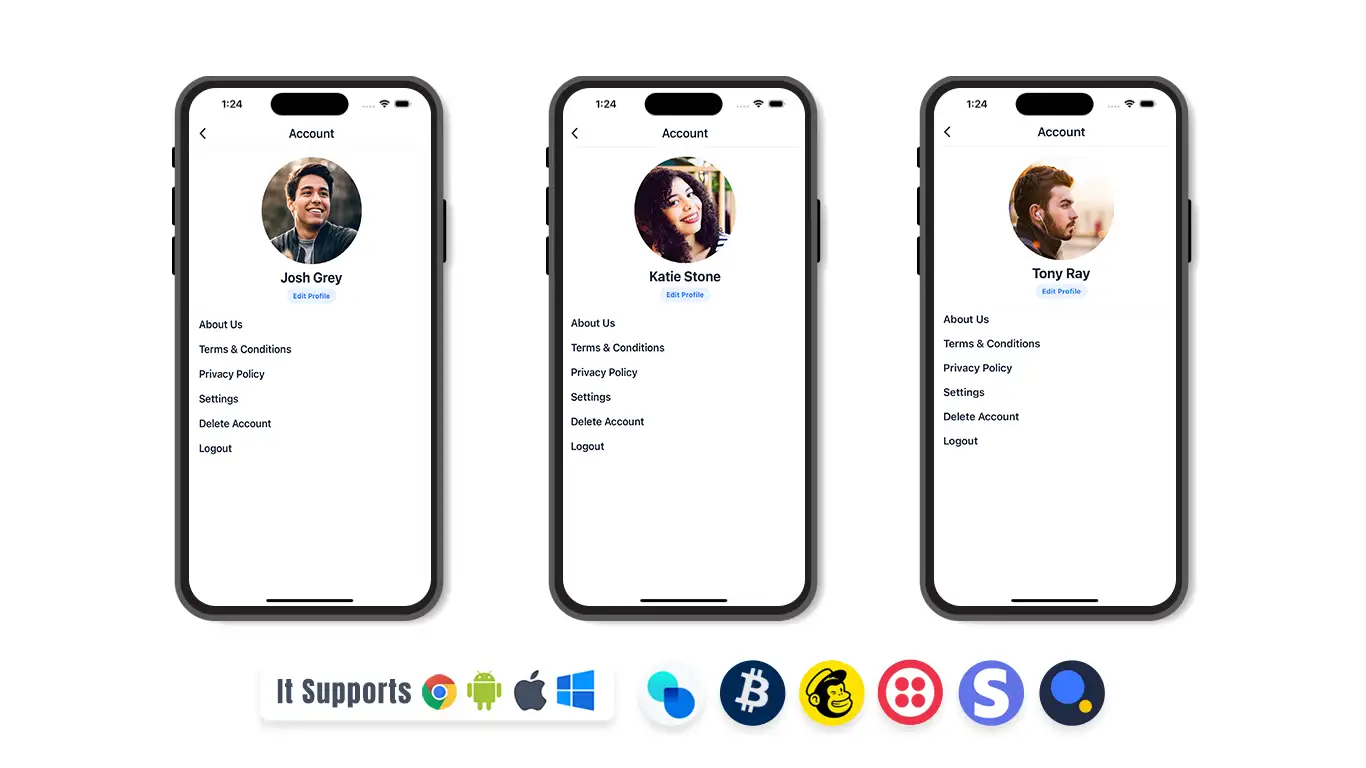 1:24
Account
Josh Grey
Edit Profile
About Us
Terms & Conditions
Privacy Policy
Settings
Delete Account
Logout
1:24
Account
Katie Stone
Edit Profile
About Us
Terms & Conditions
Privacy Policy
Settings
Delete Account
Logout
1:24
Account
Tony Ray
Edit Profile
About Us
Terms & Conditions
Privacy Policy
Settings
Delete Account
Logout
It Supports